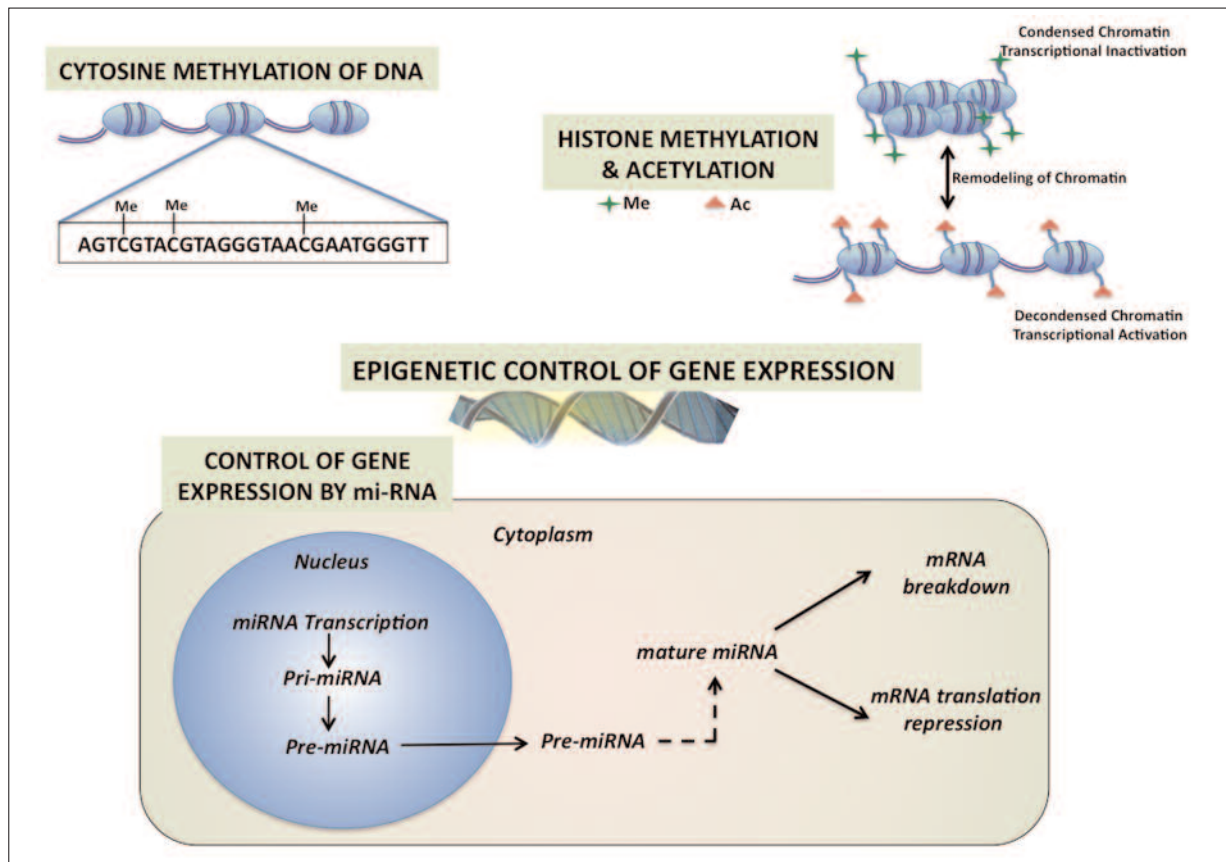 CYTOSINE METHYLATION OF DNA
Me Me Me
AGTCGTACGTAGGGTAACGAATGGGTT
HISTONE METHYLATION
& ACETYLATION
Me Ac
Condensed Chromatin
Transcriptional Inactivation
Remodeling of Chromatin
Decondensed Chromatin
Transcriptional Activation
EPIGENETIC CONTROL OF GENE EXPRESSION
CONTROL OF GENE
EXPRESSION BY mi-RNA
Nucleus
miRNA Transcription
Pri-miRNA
Pre-miRNA
Cytoplasm
Pre-miRNA
mature miRNA
mRNA
breakdown
mRNA translation
repression